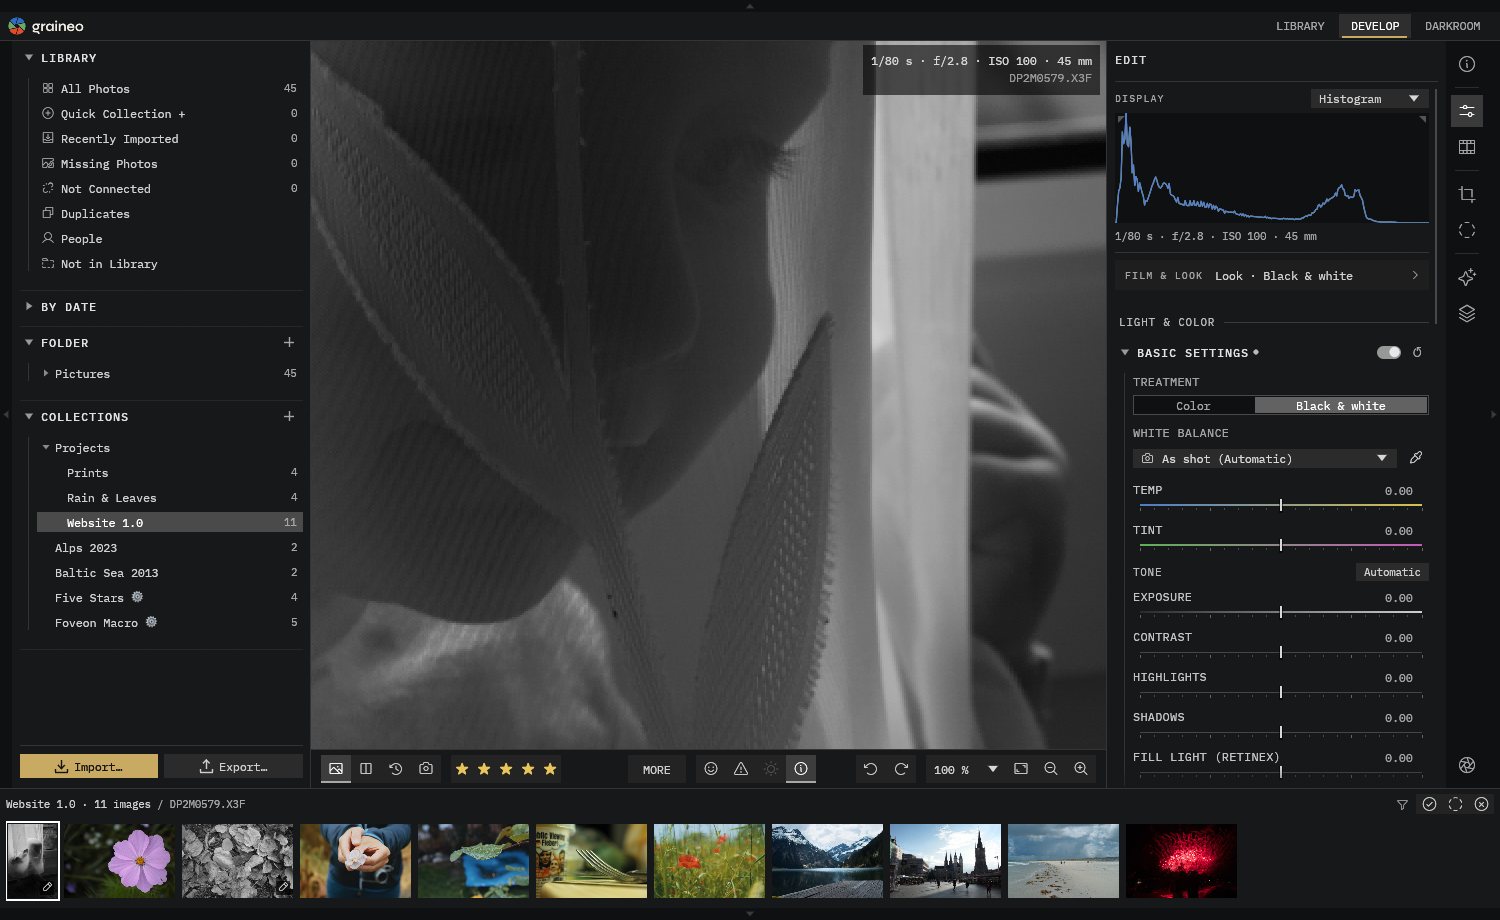 graineo
LIBRARY
DEVELOP
DARKROOM
LIBRARY
All Photos 45
Quick Collection + 0
Recently Imported 0
Missing Photos 0
Not Connected 0
Duplicates
People
Not in Library
BY DATE
FOLDER +
Pictures 45
COLLECTIONS +
Projects
Prints 4
Rain & Leaves 4
Website 1.0 11
Alps 2023 2
Baltic Sea 2013 2
Five Stars 4
Foveon Macro 5
Import…
Export…
1/80 s · f/2.8 · ISO 100 · 45 mm
DP2M0579.X3F
MORE
100 %
EDIT
DISPLAY
Histogram
1/80 s · f/2.8 · ISO 100 · 45 mm
FILM & LOOK Look · Black & white
LIGHT & COLOR
BASIC SETTINGS
TREATMENT
Color
Black & white
WHITE BALANCE
As shot (Automatic)
TEMP 0.00
TINT 0.00
TONE Automatic
EXPOSURE 0.00
CONTRAST 0.00
HIGHLIGHTS 0.00
SHADOWS 0.00
FILL LIGHT (RETINEX) 0.00
Website 1.0 · 11 images / DP2M0579.X3F